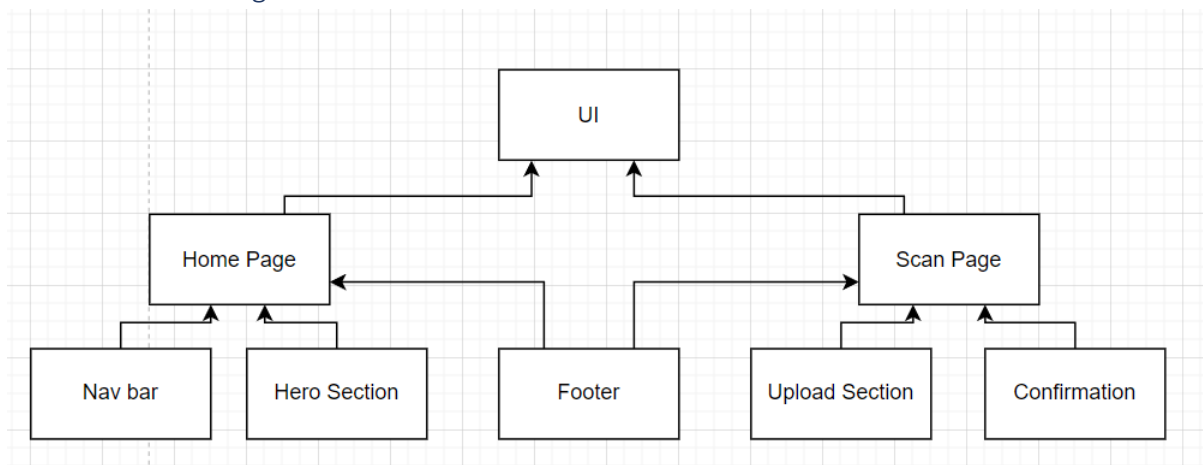 UI
Home Page
Scan Page
Nav bar
Hero Section
Footer
Upload Section
Confirmation